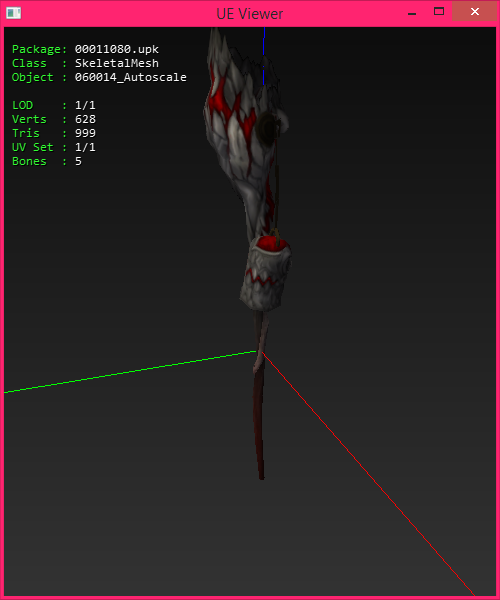 UE Viewer
Package: 00011080.upk
Class  : SkeletalMesh
Object : 060014_Autoscale
LOD    : 1/1
Verts  : 628
Tris   : 999
UV Set : 1/1
Bones  : 5